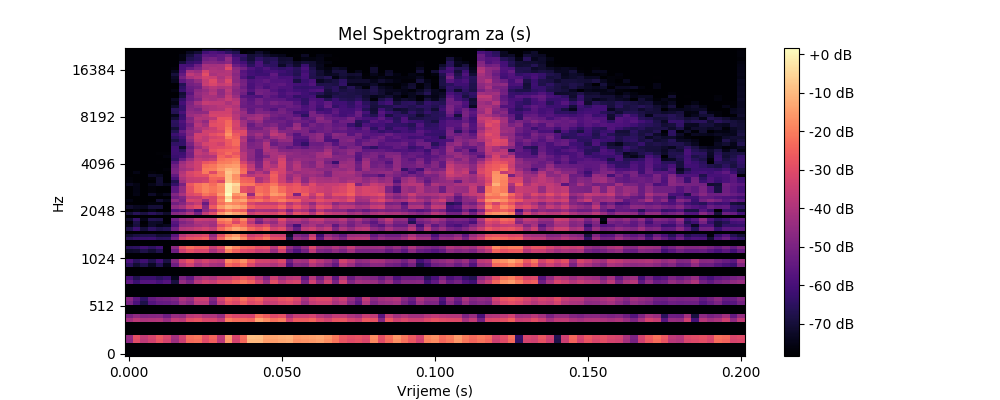 Mel Spektrogram za (s)
16384
8192
4096
2048
1024
512
0
Hz
0.000
0.050
0.100
0.150
0.200
Vrijeme (s)
+0 dB
-10 dB
-20 dB
-30 dB
-40 dB
-50 dB
-60 dB
-70 dB